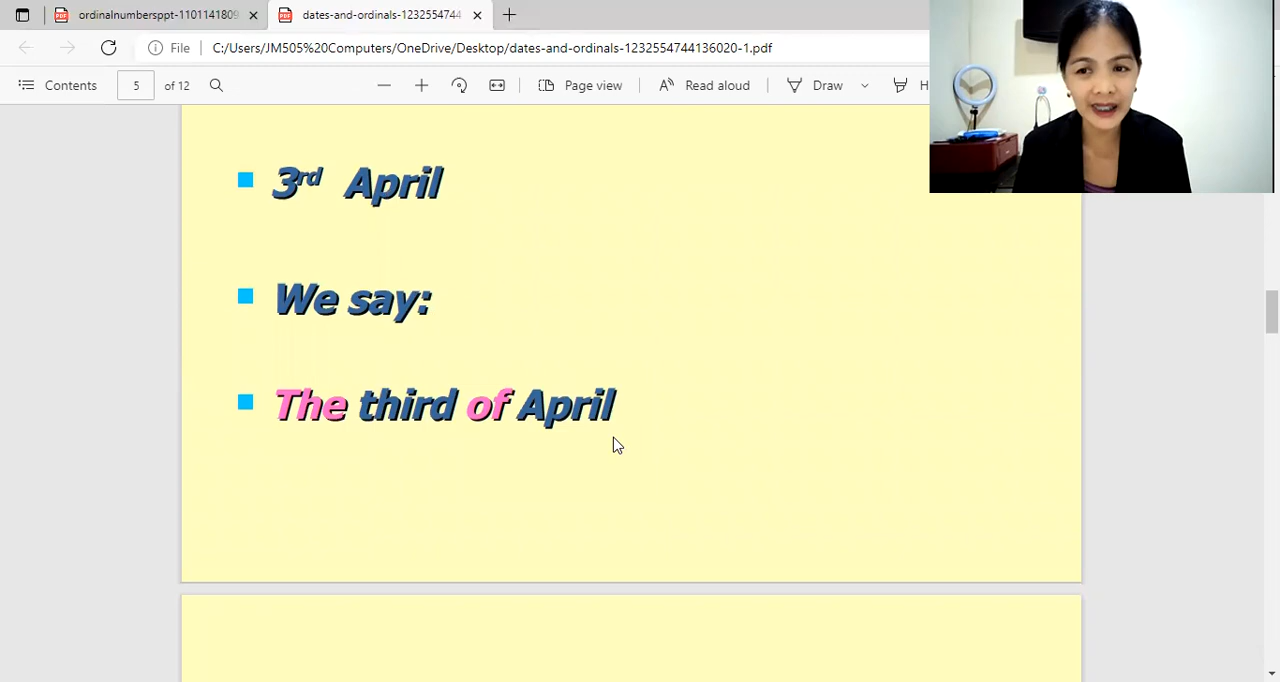 ordinalnumbersppt-1101141809
dates-and-ordinals-1232554744
File
C:/Users/JM505%20Computers/OneDrive/Desktop/dates-and-ordinals-1232554744136020-1.pdf
Contents
5
of 12
Page view
Read aloud
Draw
H
3rd April
We say:
The third of April